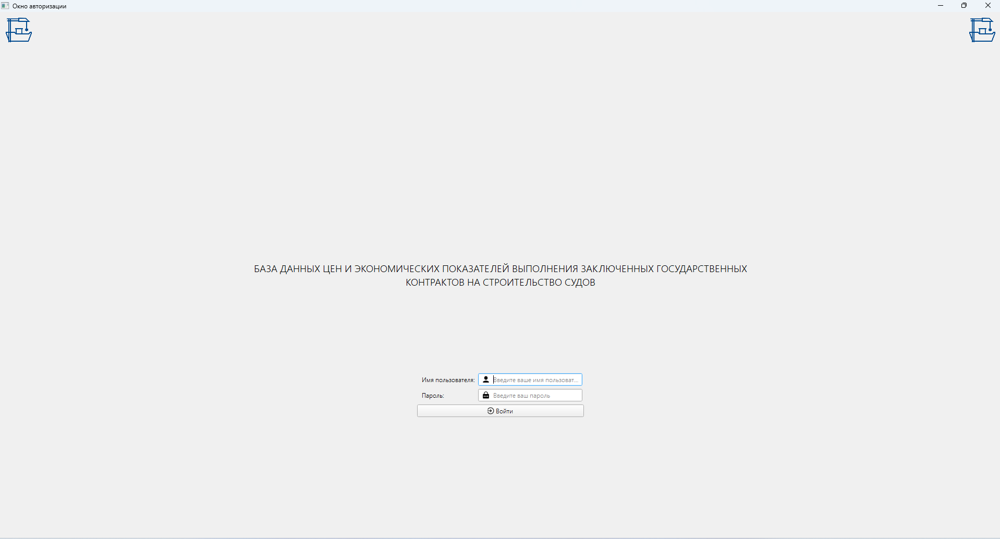 Окно авторизации
БАЗА ДАННЫХ ЦЕН И ЭКОНОМИЧЕСКИХ ПОКАЗАТЕЛЕЙ ВЫПОЛНЕНИЯ ЗАКЛЮЧЕННЫХ ГОСУДАРСТВЕННЫХ
КОНТРАКТОВ НА СТРОИТЕЛЬСТВО СУДОВ
Имя пользователя: Введите ваше имя пользоват...
Пароль: Введите ваш пароль
Войти